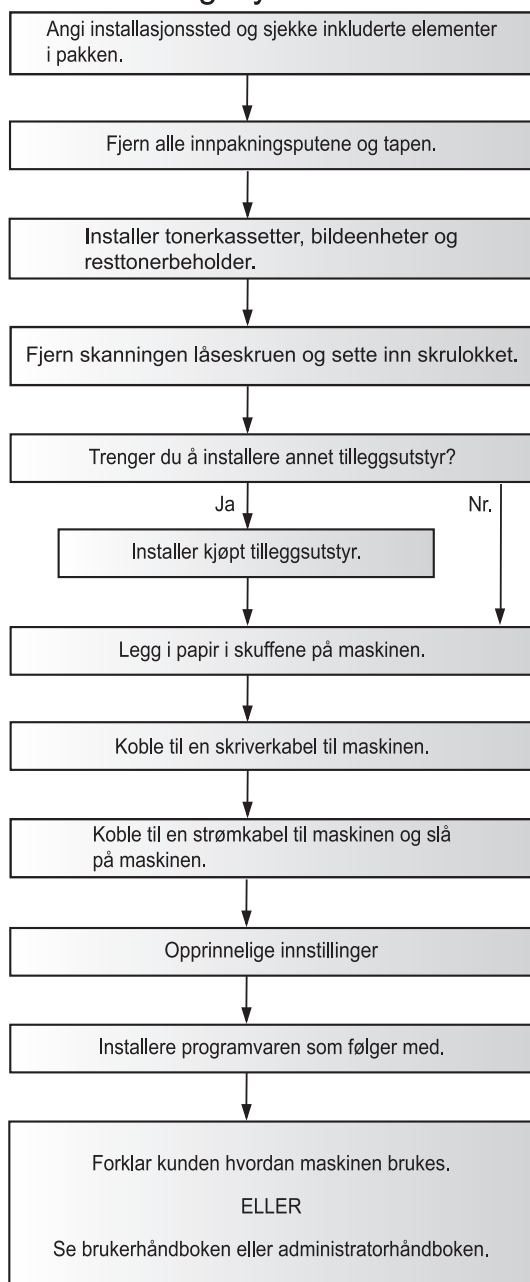 Angi installasjonssted og sjekke inkluderte elementer
i pakken.
Fjern alle innpakningsputene og tapen.
Installer tonerkassetter, bildeenheter og
resttonerbeholder.
Fjern skanningen låseskruen og sette inn skrulokket.
Trenger du å installere annet tilleggsutstyr?
Ja
Nr.
Installer kjøpt tilleggsutstyr.
Legg i papir i skuffene på maskinen.
Koble til en skriverkabel til maskinen.
Koble til en strømkabel til maskinen og slå
på maskinen.
Opprinnelige innstillinger
Installere programvaren som følger med.
Forklar kunden hvordan maskinen brukes.
ELLER
Se brukerhåndboken eller administratorhåndboken.